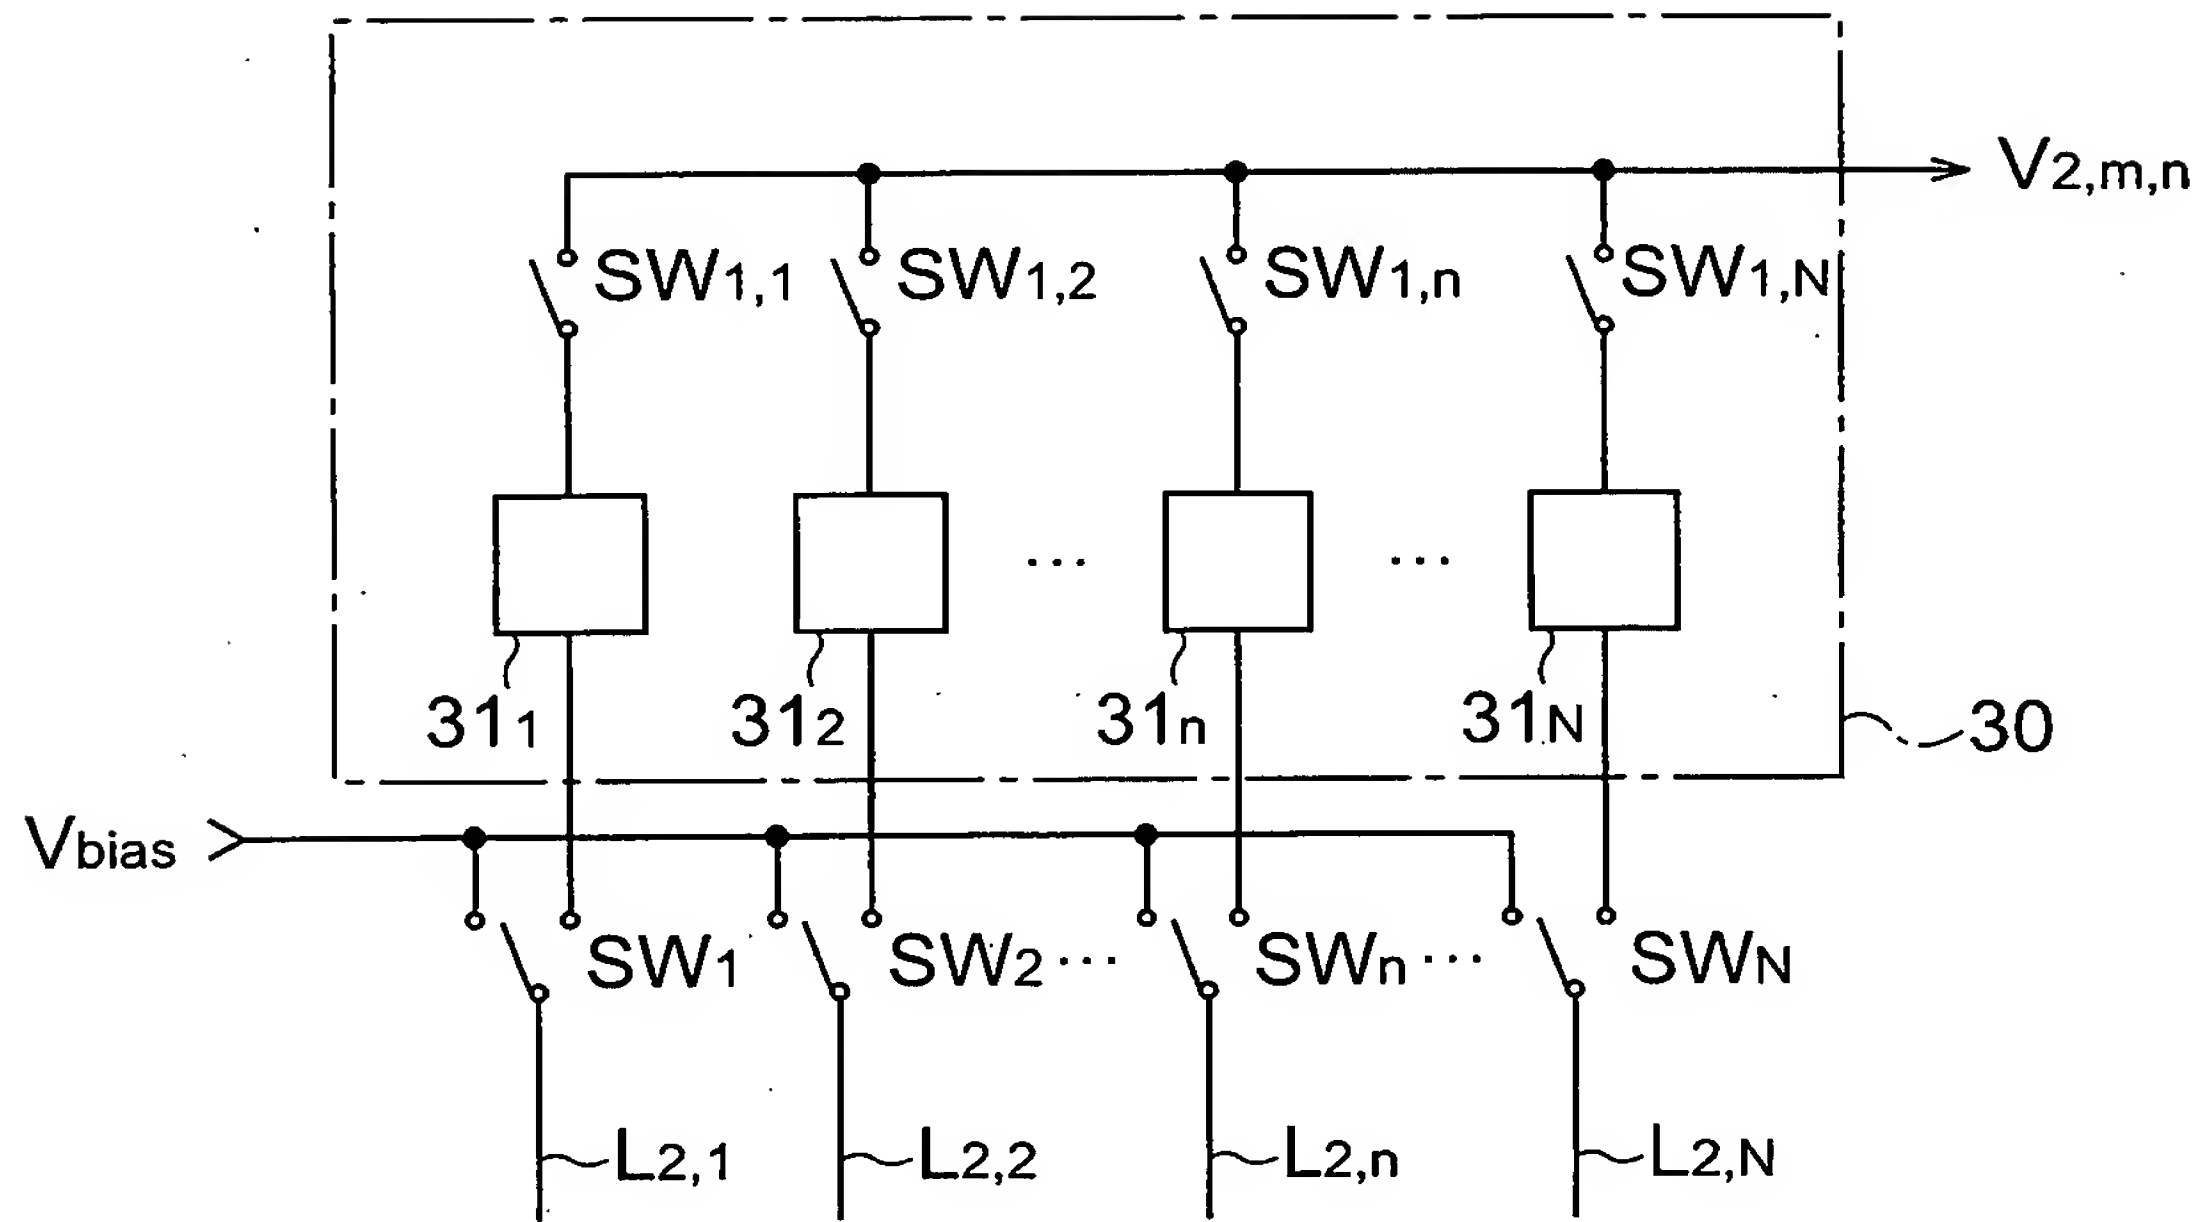 V2,m,n
SW1,1 SW1,2 SW1,n SW1,N
... ...
311 312 31n 31N
30
Vbias
SW1 SW2 ... SWn ... SWN
L2,1 L2,2 L2,n L2,N